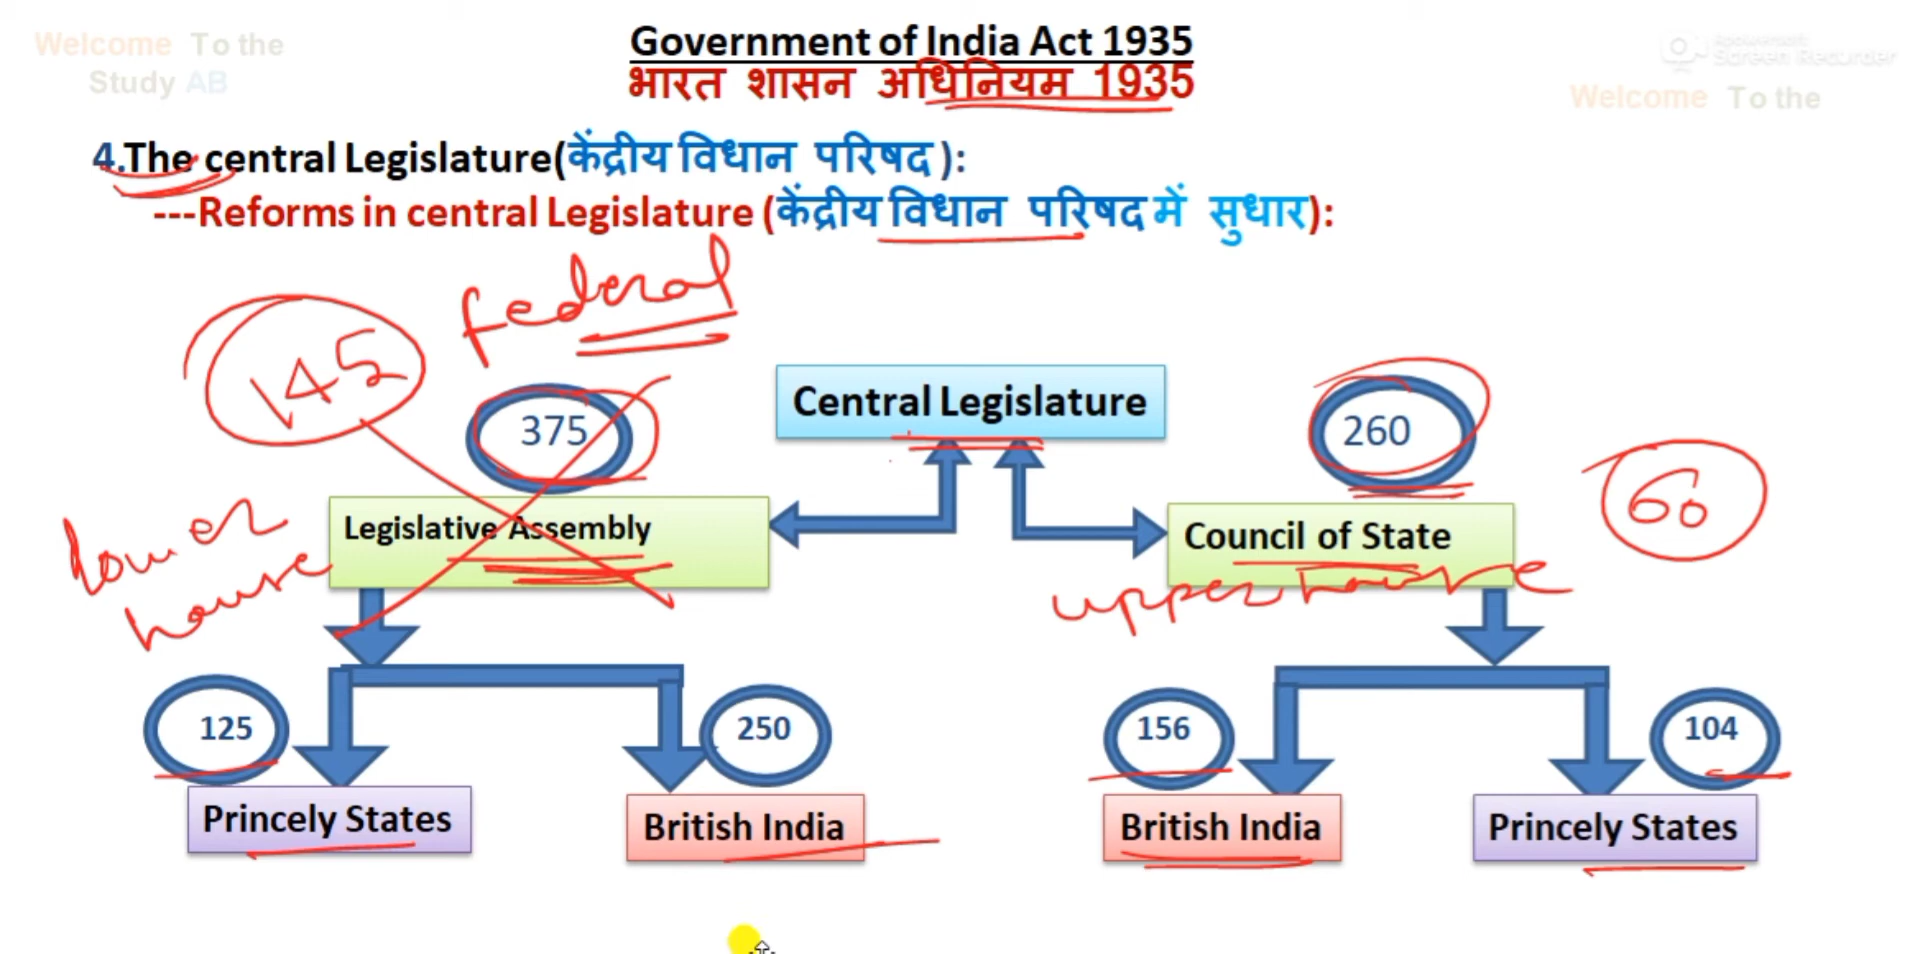 Welcome To the
Study AB
Government of India Act 1935
भारत शासन अधिनियम 1935
Apowersoft
Screen Recorder
Welcome To the
4.The central Legislature(केंद्रीय विधान परिषद ):
---Reforms in central Legislature (केंद्रीय विधान परिषद में सुधार):
federal
145
375
Central Legislature
260
60
lower
house
Legislative Assembly
Council of State
upper house
125
250
156
104
Princely States
British India
British India
Princely States